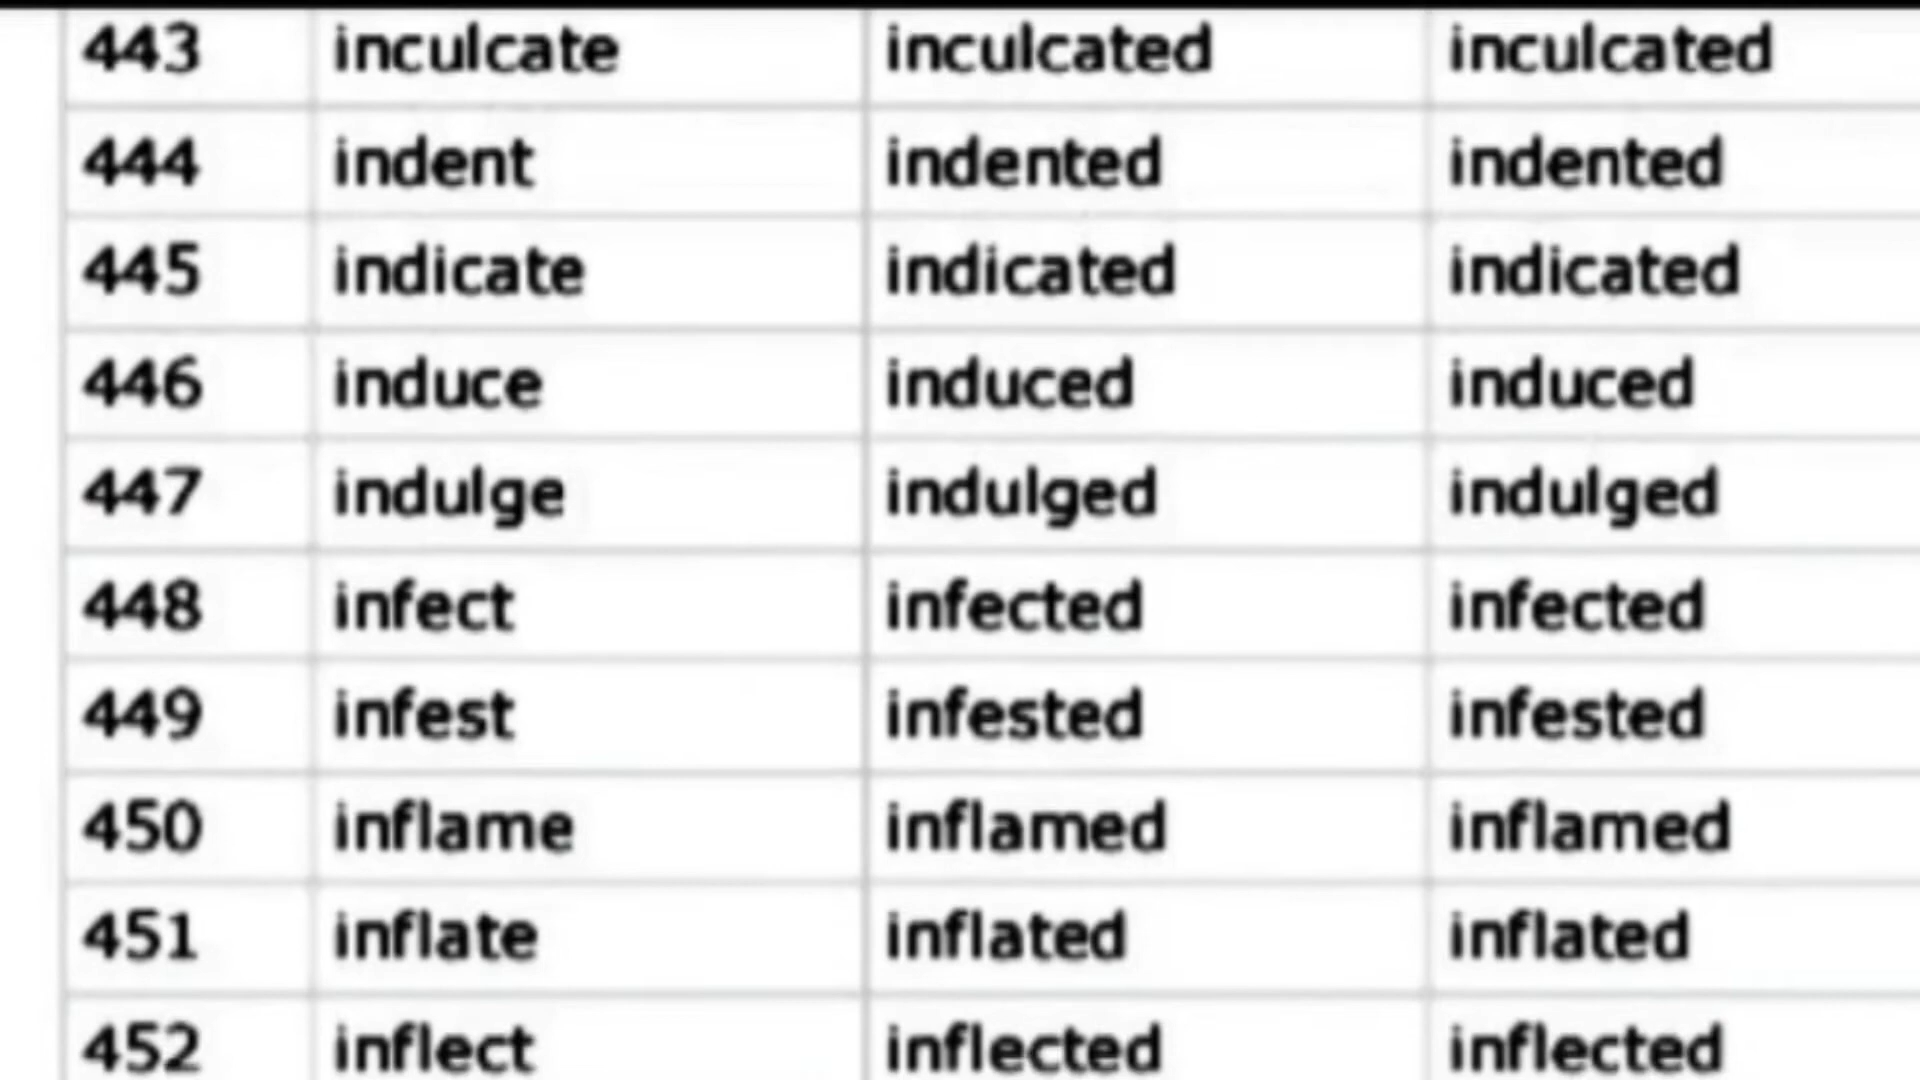 443 inculcate inculcated inculcated
444 indent indented indented
445 indicate indicated indicated
446 induce induced induced
447 indulge indulged indulged
448 infect infected infected
449 infest infested infested
450 inflame inflamed inflamed
451 inflate inflated inflated
452 inflect inflected inflected